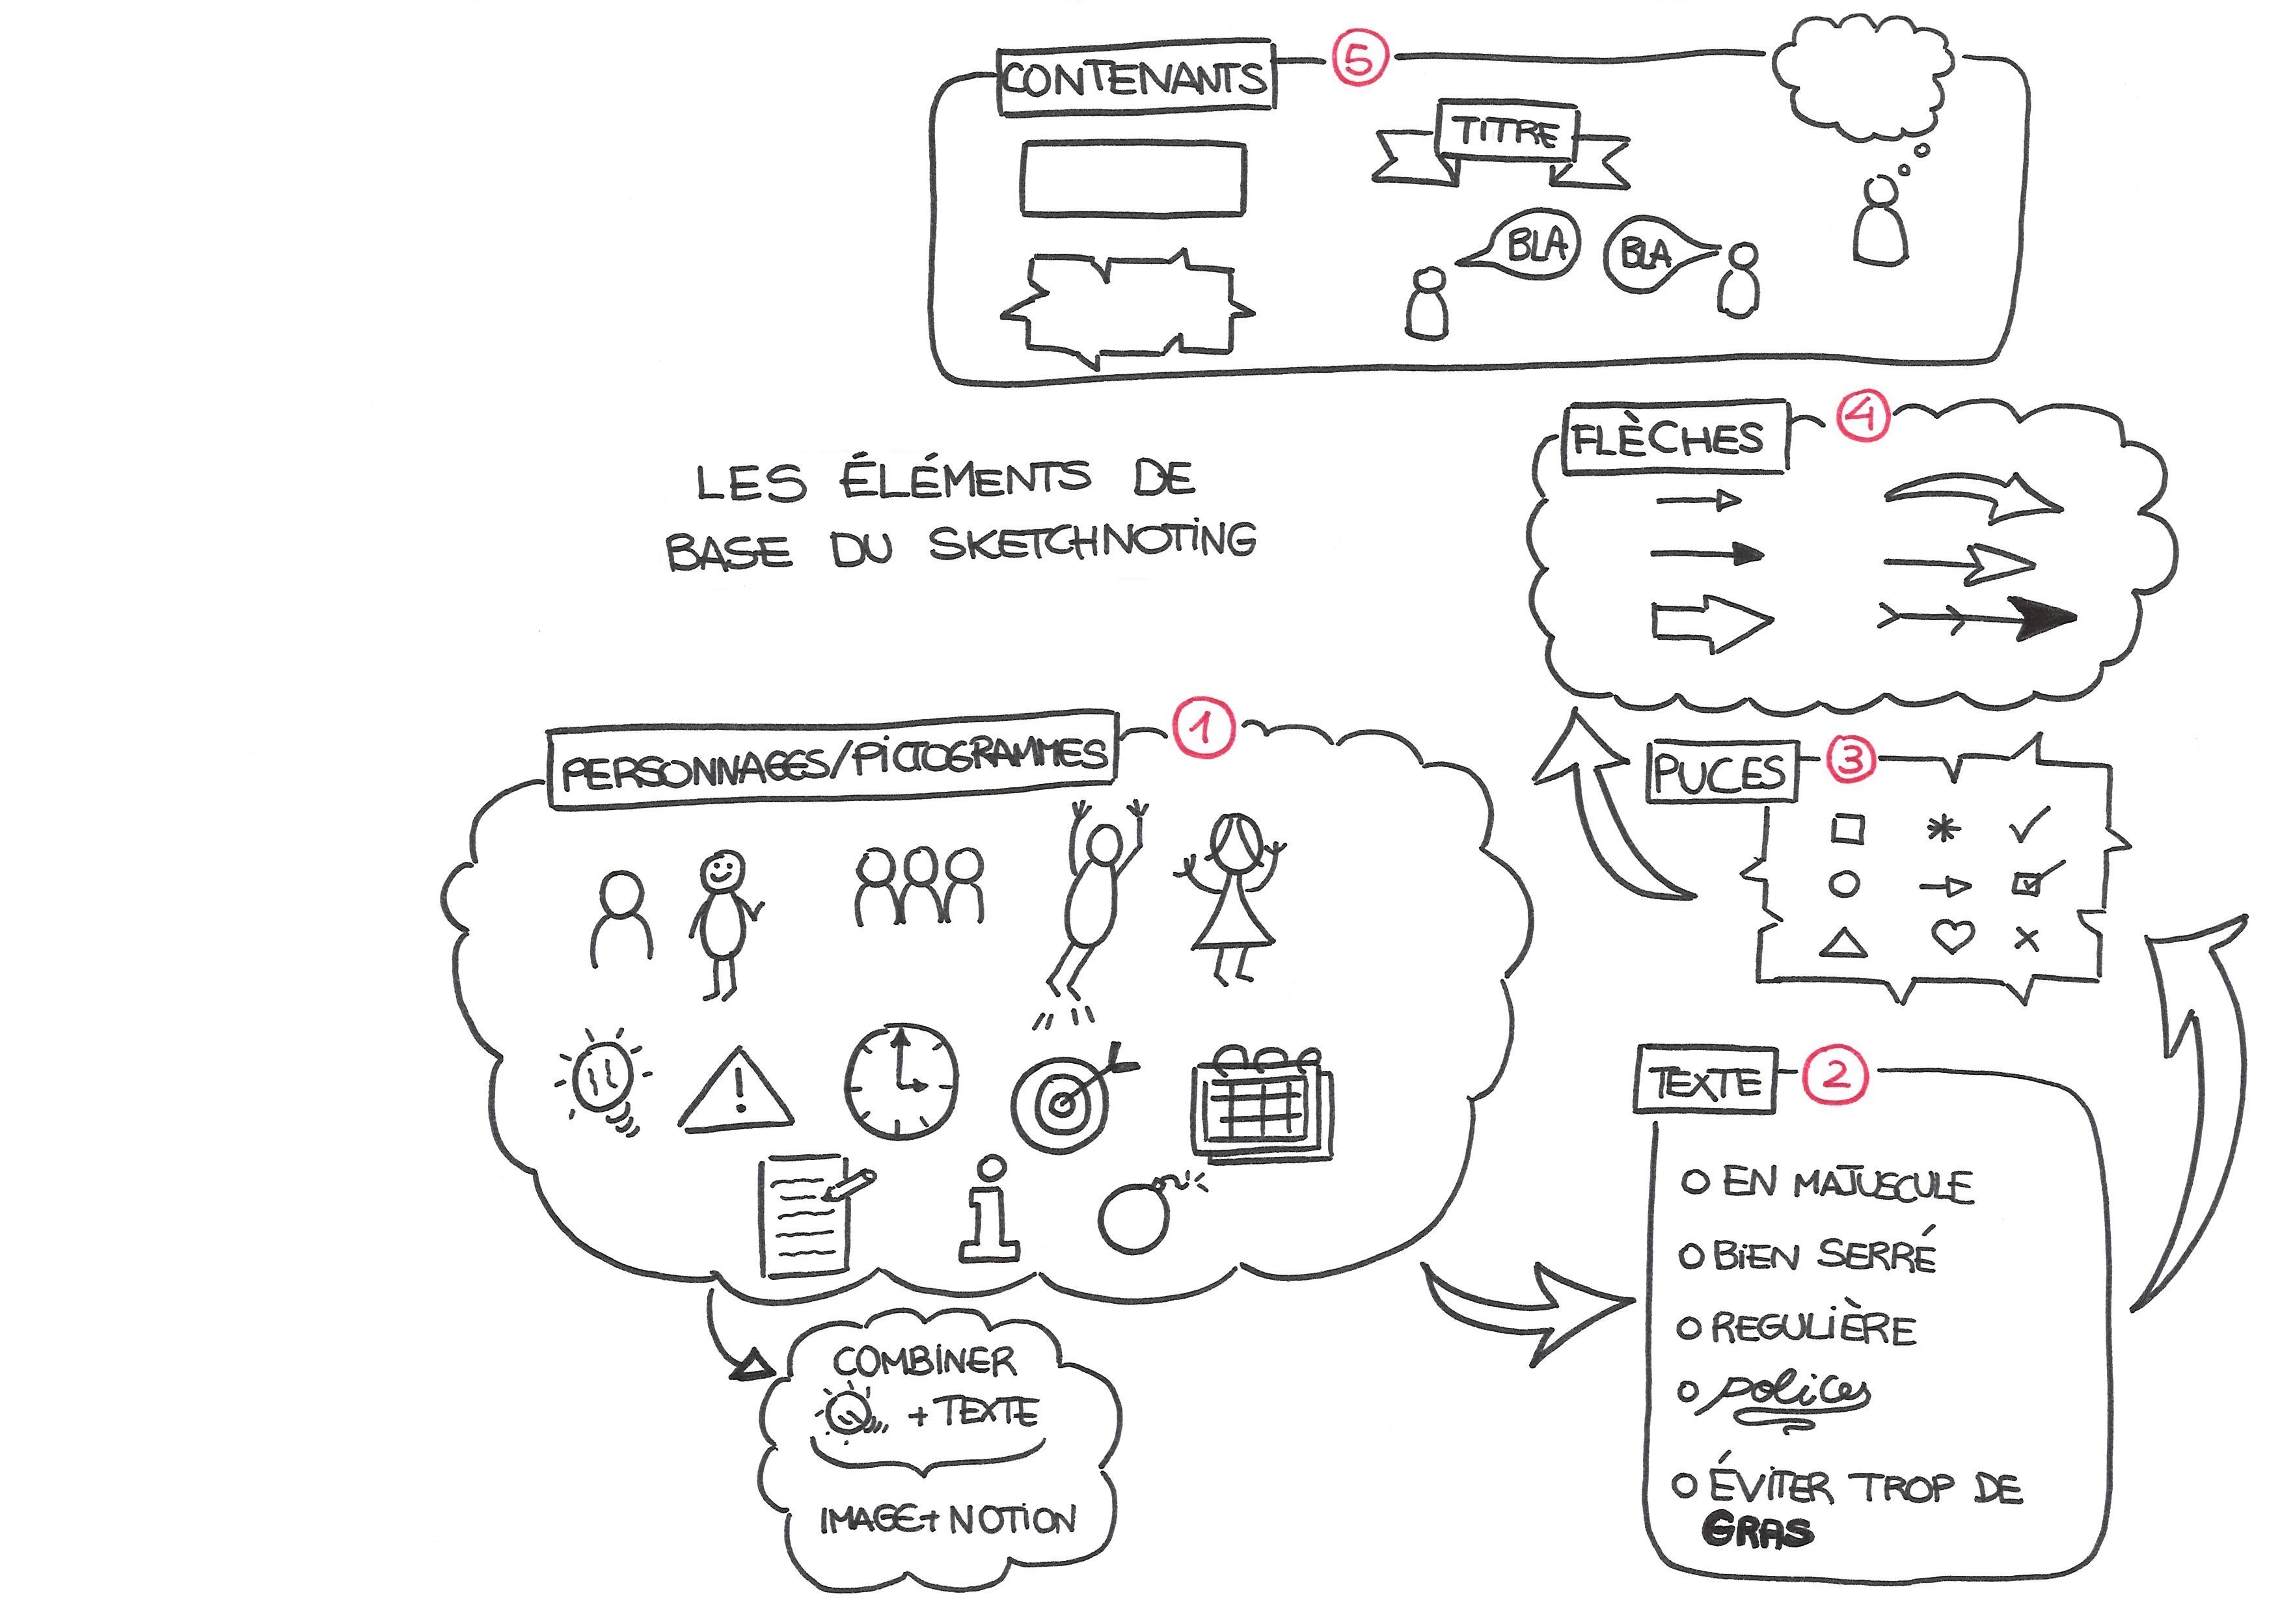 CONTENANTS 5
TITRE
BLA BLA
FLÈCHES 4
LES ÉLÉMENTS DE
BASE DU SKETCHNOTING
PERSONNAGES/PICTOGRAMMES 1
!
i
COMBINER
+ TEXTE
IMAGE + NOTION
TEXTE 2
EN MAJUSCULE
BIEN SERRÉ
REGULIÈRE
polices
ÉVITER TROP DE
GRAS
PUCES 3